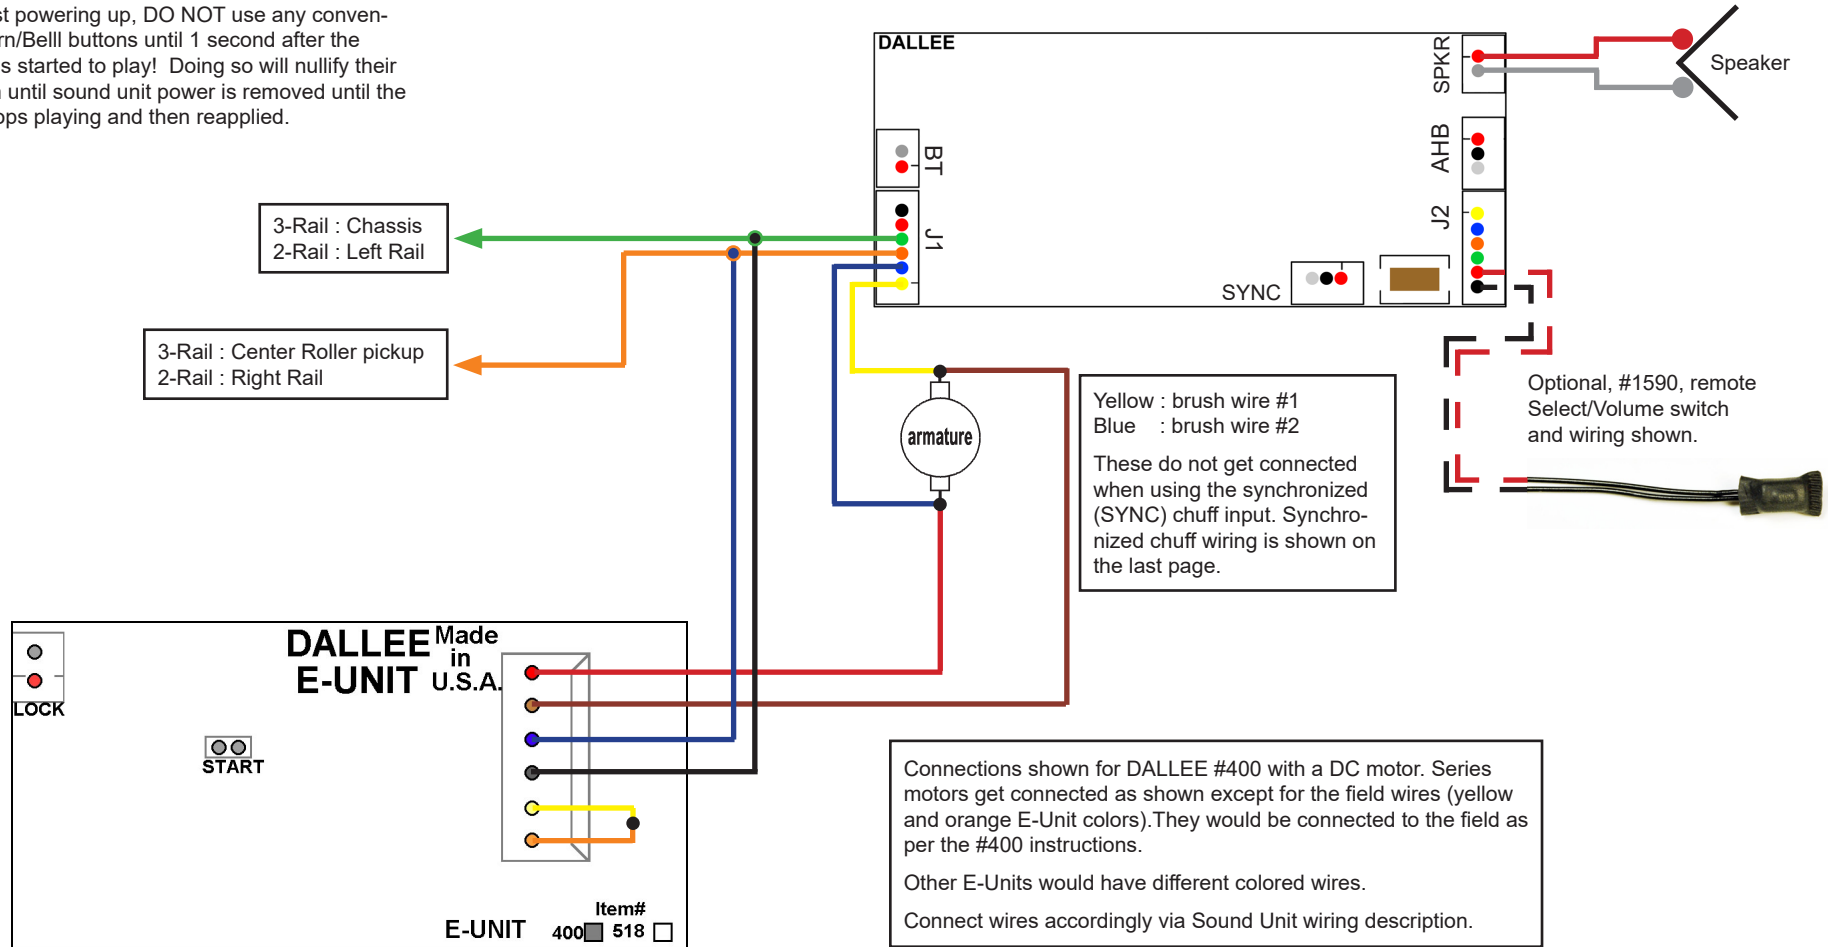 st powering up, DO NOT use any conven-
rn/Belll buttons until 1 second after the
s started to play!  Doing so will nullify their
until sound unit power is removed until the
ops playing and then reapplied.
DALLEE
SPKR
Speaker
BT
AHB
J1
J2
SYNC
3-Rail : Chassis
2-Rail : Left Rail
3-Rail : Center Roller pickup
2-Rail : Right Rail
armature
Yellow : brush wire #1
Blue : brush wire #2
These do not get connected
when using the synchronized
(SYNC) chuff input. Synchro-
nized chuff wiring is shown on
the last page.
Optional, #1590, remote
Select/Volume switch
and wiring shown.
DALLEE Made
in
E-UNIT U.S.A.
LOCK
START
Item#
E-UNIT 400 518
Connections shown for DALLEE #400 with a DC motor. Series
motors get connected as shown except for the field wires (yellow
and orange E-Unit colors).They would be connected to the field as
per the #400 instructions.
Other E-Units would have different colored wires.
Connect wires accordingly via Sound Unit wiring description.